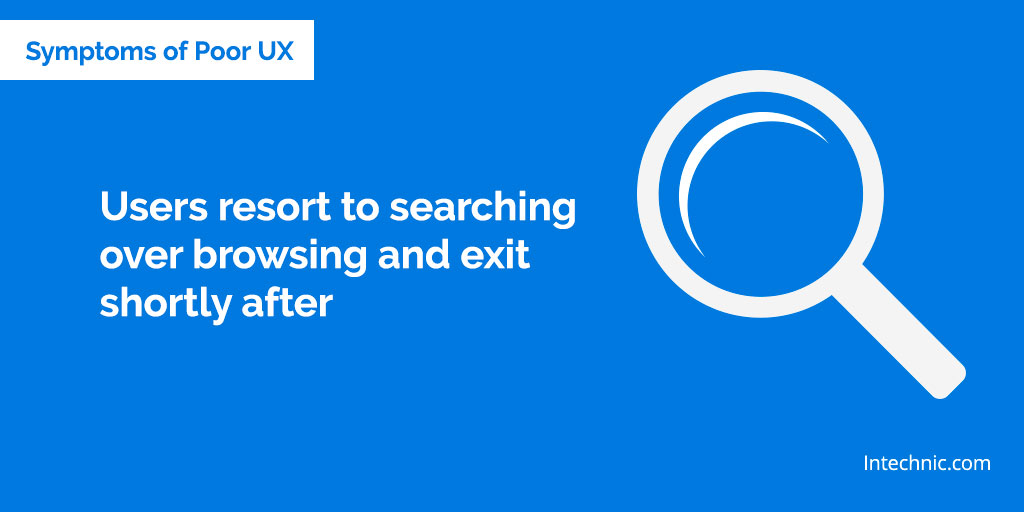 Symptoms of Poor UX
Users resort to searching
over browsing and exit
shortly after
Intechnic.com